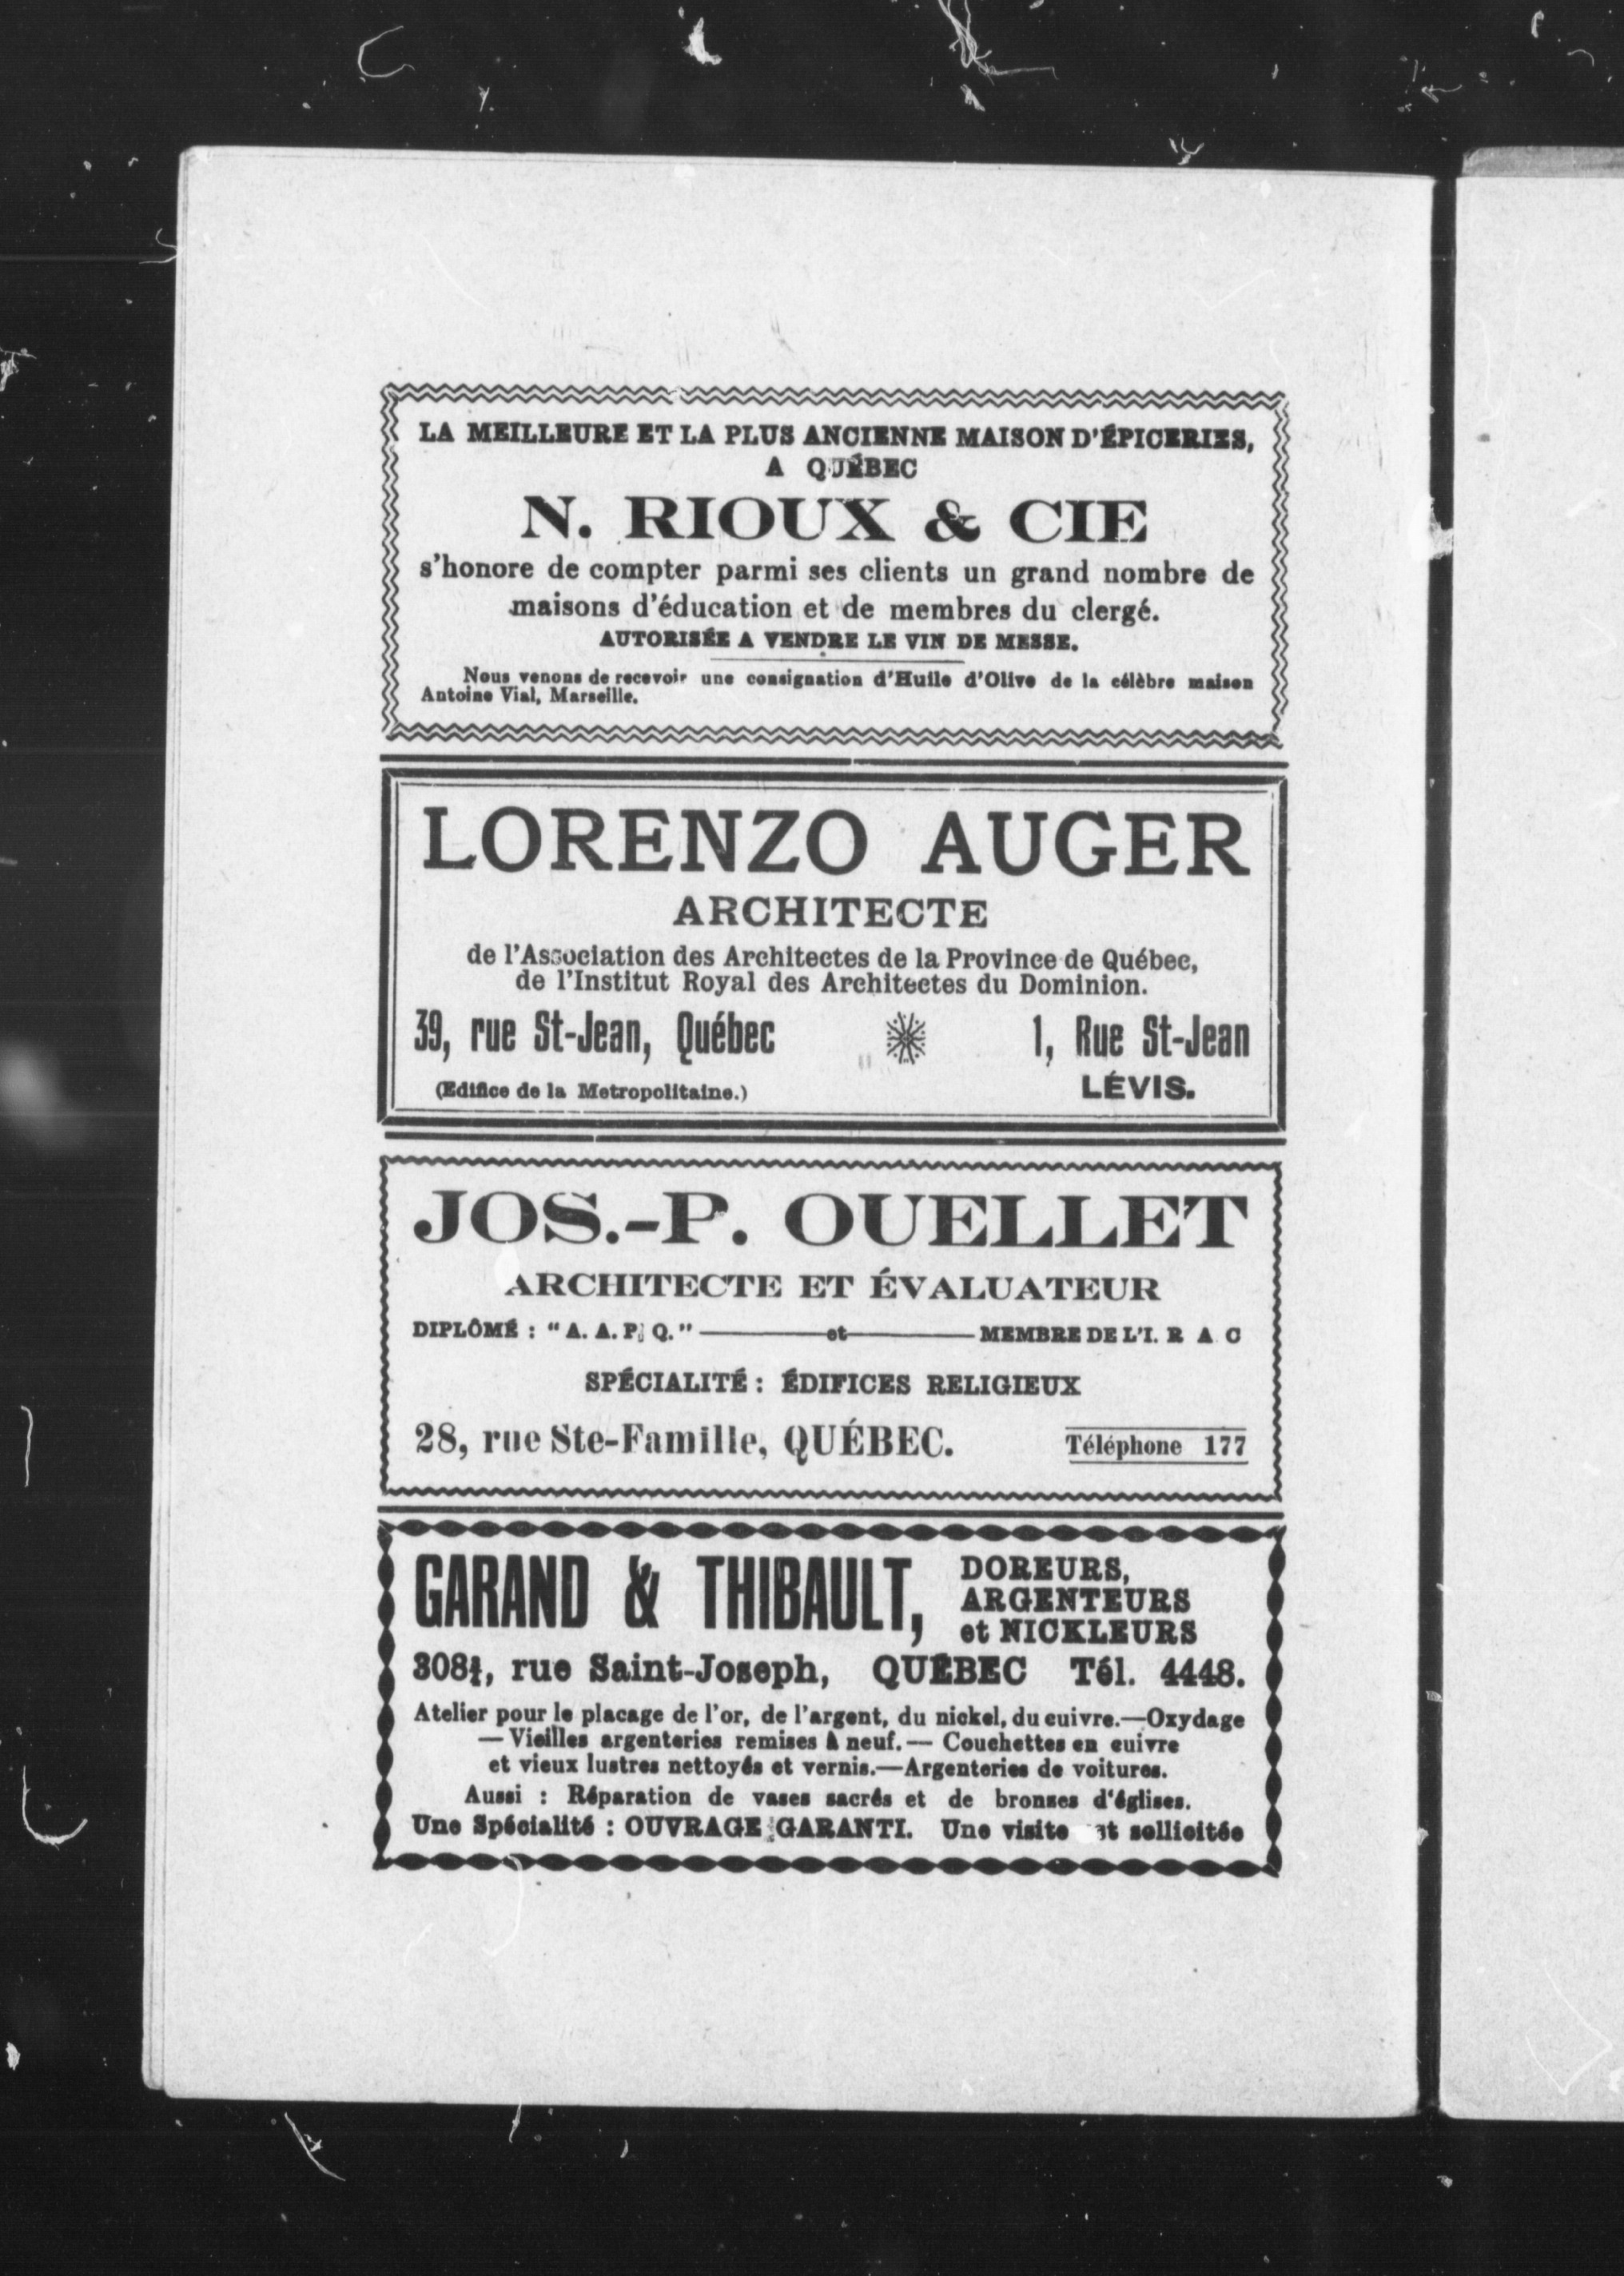 LA MEILLEURE ET LA PLUS ANCIENNE MAISON D'ÉPICERIES,
A QUÉBEC
N. RIOUX & CIE
s'honore de compter parmi ses clients un grand nombre de
maisons d'éducation et de membres du clergé.
AUTORISÉE A VENDRE LE VIN DE MESSE.
Nous venons de recevoir une consignation d'Huile d'Olive de la célèbre maison
Antoine Vial, Marseille.
LORENZO AUGER
ARCHITECTE
de l'Association des Architectes de la Province de Québec,
de l'Institut Royal des Architectes du Dominion.
39, rue St-Jean, Québec 1, Rue St-Jean
(Edifice de la Metropolitaine.) LÉVIS.
JOS.-P. OUELLET
ARCHITECTE ET ÉVALUATEUR
DIPLÔMÉ : "A. A. P. Q." — et — MEMBRE DE L'I. R A C
SPÉCIALITÉ : ÉDIFICES RELIGIEUX
28, rue Ste-Famille, QUÉBEC. Téléphone 177
GARAND & THIBAULT, DOREURS,
ARGENTEURS
et NICKLEURS
308½, rue Saint-Joseph, QUÉBEC Tél. 4448.
Atelier pour le placage de l'or, de l'argent, du nickel, du cuivre.—Oxydage
— Vieilles argenteries remises à neuf. — Couchettes en cuivre
et vieux lustres nettoyés et vernis.—Argenteries de voitures.
Aussi : Réparation de vases sacrés et de bronses d'églises.
Une Spécialité : OUVRAGE GARANTI. Une visite est sollicitée